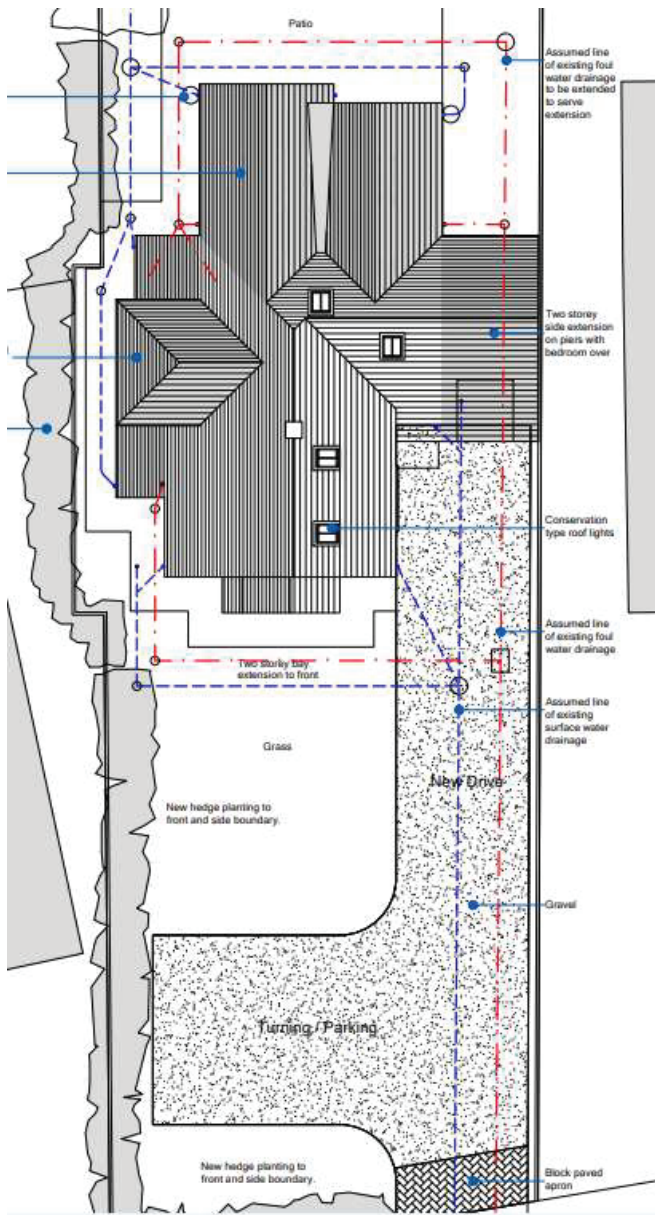 Patio
Assumed line
of existing foul
water drainage
to be extended
to serve
extension
Two storey
side extension
on piers with
bedroom over
Conservation
type roof lights
Assumed line
of existing foul
water drainage
Two storey bay
extension to front
Assumed line
of existing
surface water
drainage
Grass
New Drive
New hedge planting to
front and side boundary.
Gravel
Turning / Parking
New hedge planting to
front and side boundary.
Block paved
apron